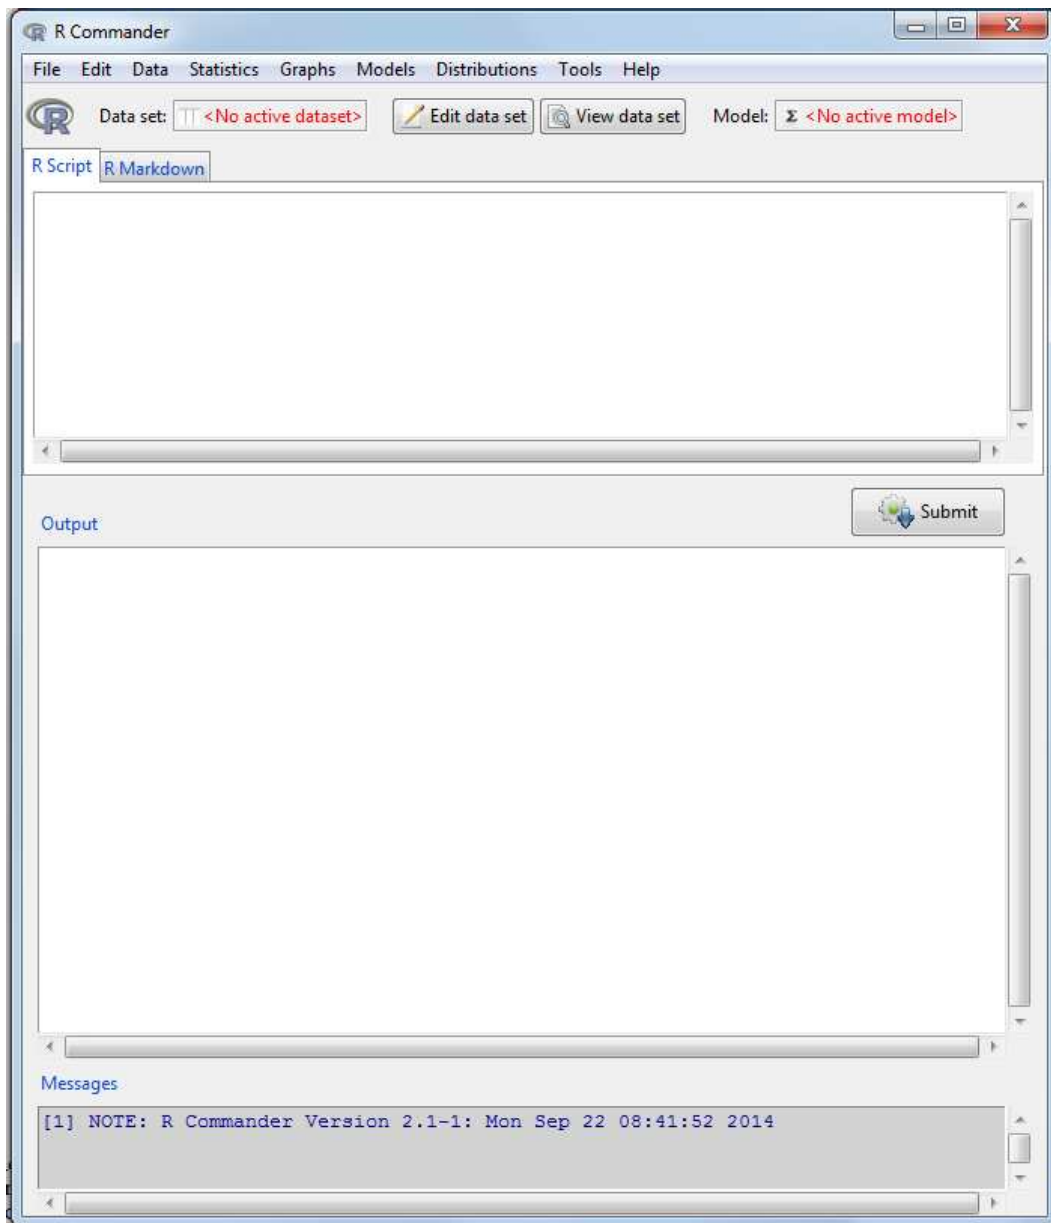 R Commander
File Edit Data Statistics Graphs Models Distributions Tools Help
R Data set: <No active dataset> Edit data set View data set Model: Σ <No active model>
R Script R Markdown
Submit
Output
Messages
[1] NOTE: R Commander Version 2.1-1: Mon Sep 22 08:41:52 2014